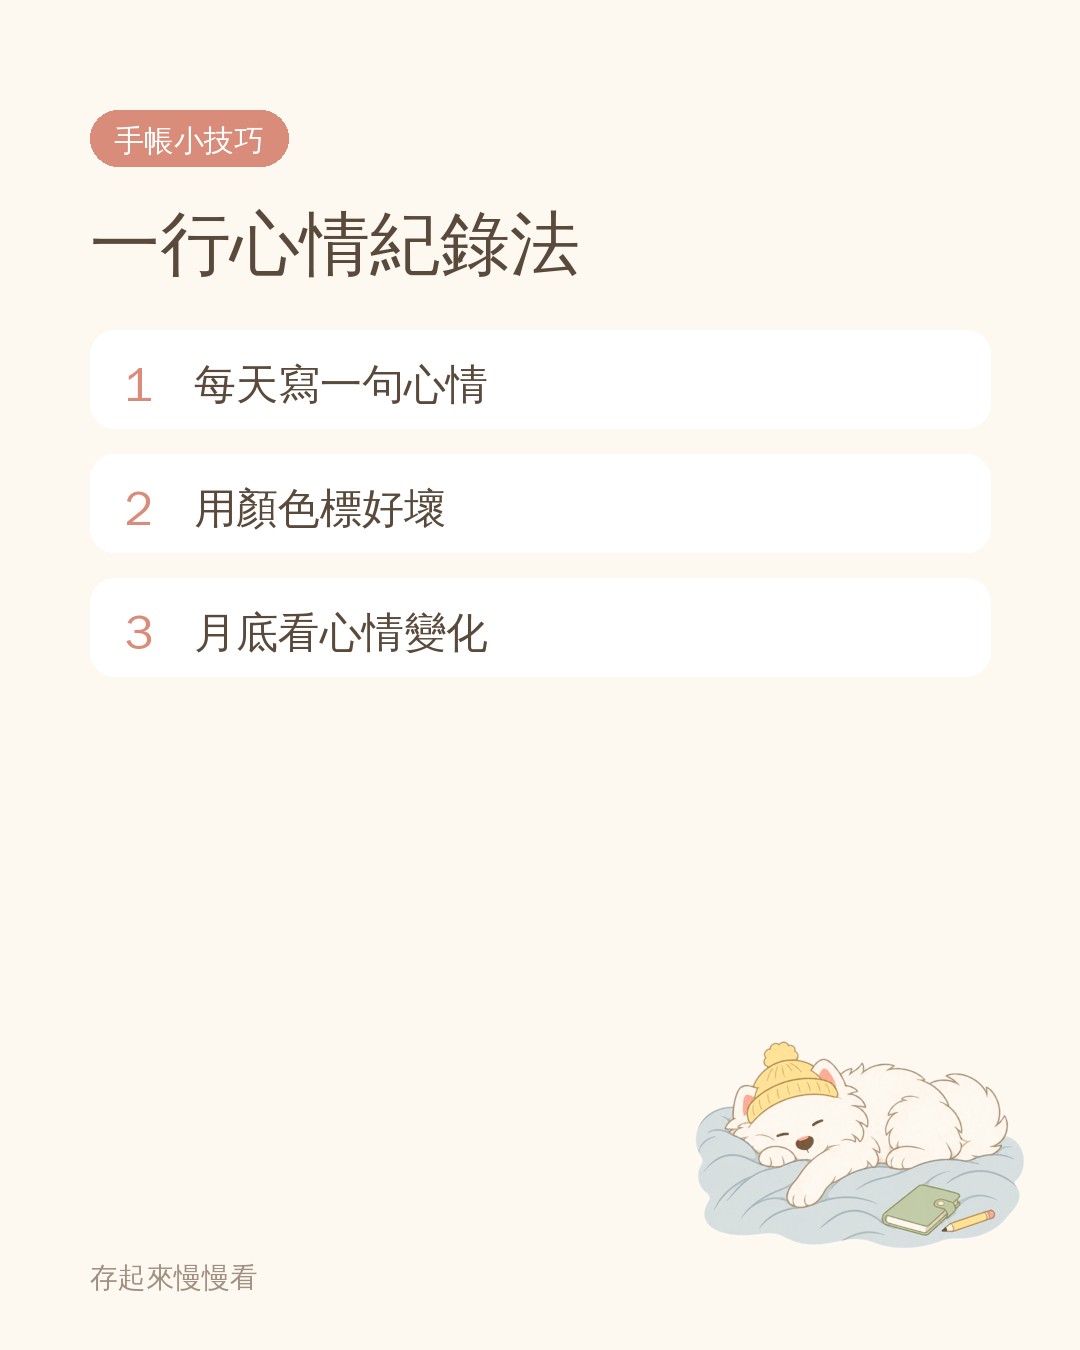 手帳小技巧
一行心情紀錄法
1 每天寫一句心情
2 用顏色標好壞
3 月底看心情變化
存起來慢慢看